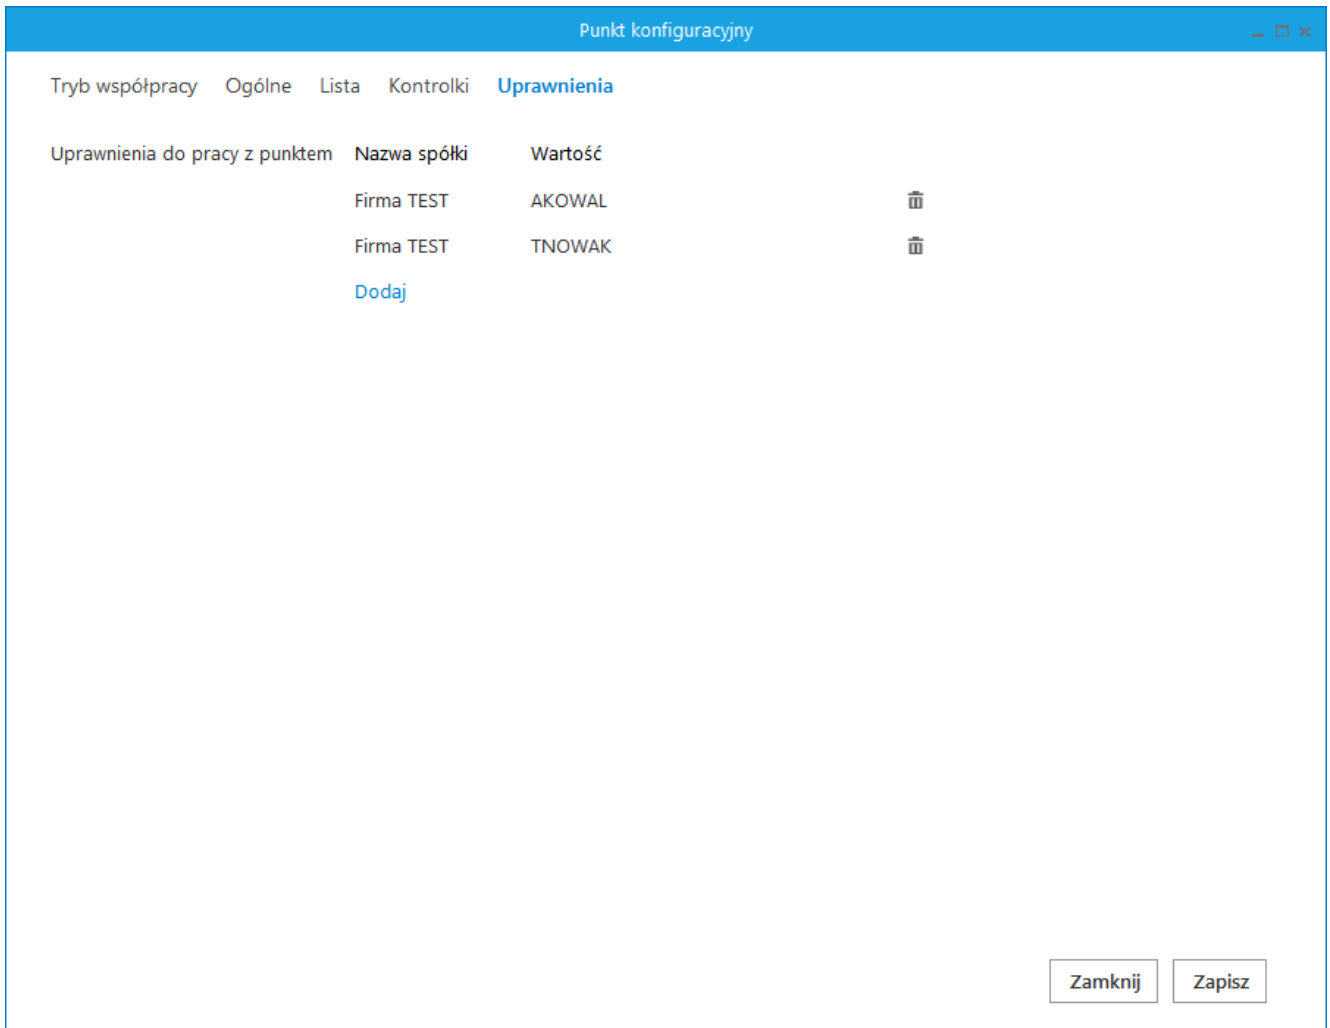 Punkt konfiguracyjny
Tryb współpracy Ogólne Lista Kontrolki Uprawnienia
Uprawnienia do pracy z punktem Nazwa spółki Wartość
Firma TEST AKOWAL
Firma TEST TNOWAK
Dodaj
Zamknij Zapisz